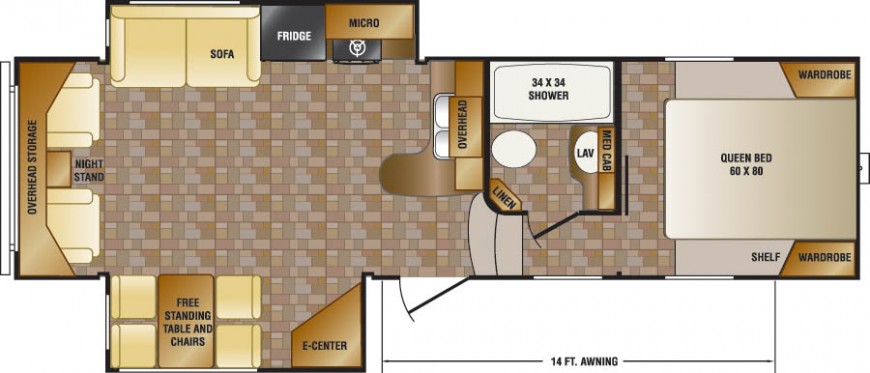 MICRO
FRIDGE
SOFA
OVERHEAD STORAGE
NIGHT
STAND
OVERHEAD
34 X 34
SHOWER
LAV
MED CAB
LINEN
WARDROBE
QUEEN BED
60 X 80
SHELF
WARDROBE
FREE
STANDING
TABLE AND
CHAIRS
E-CENTER
14 FT. AWNING